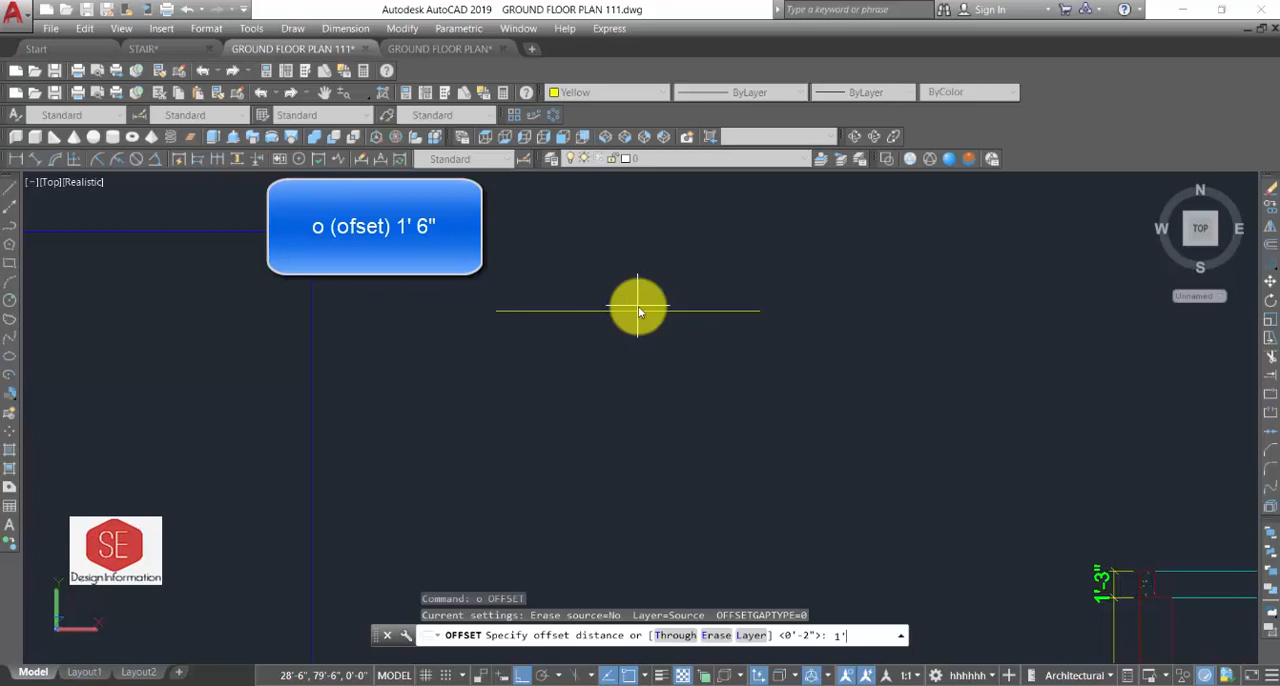 Autodesk AutoCAD 2019 GROUND FLOOR PLAN 111.dwg
Type a keyword or phrase
Sign In
File Edit View Insert Format Tools Draw Dimension Modify Parametric Window Help Express
Start
STAIR*
GROUND FLOOR PLAN 111*
GROUND FLOOR PLAN*
Yellow
ByLayer
ByLayer
ByColor
Standard
Standard
Standard
Standard
Standard
0
[−][Top][Realistic]
o (ofset) 1' 6"
N
W
TOP
E
S
Unnamed
SE
Design Information
1'-3"
Y
X
Command: o OFFSET
Current settings: Erase source=No Layer=Source OFFSETGAPTYPE=0
OFFSET Specify offset distance or [Through Erase Layer] <0'-2">: 1'
Model
Layout1
Layout2
28'-6", 79'-6", 0'-0"
MODEL
1:1
hhhhhh
Architectural